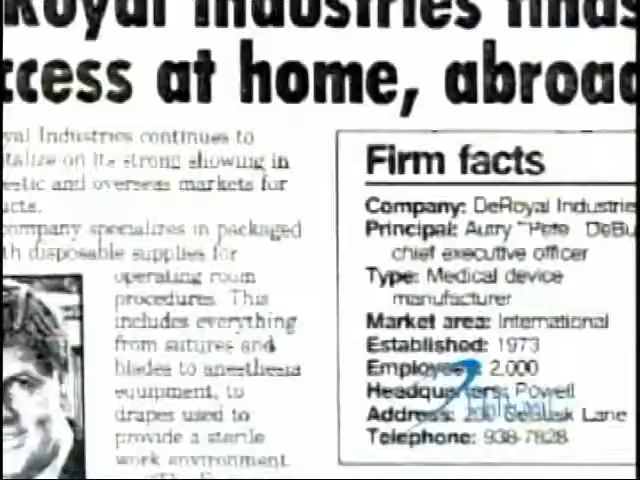 Royal Industries finds
ccess at home, abroad
yal Industries continues to
talize on its strong showing in
estic and overseas markets for
ucts.
ompany specializes in packaged
th disposable supplies for
operating room
procedures. This
includes everything
from sutures and
blades to anesthesia
equipment, to
drapes used to
provide a sterile
work environment.
Firm facts
Company: DeRoyal Industrie
Principal: Autry "Pete DeBu
chief executive officer
Type: Medical device
manufacturer
Market area: International
Established: 1973
Employees: 2,000
Headquarters: Powell
Address: 200 DeBusk Lane
Telephone: 938-7828